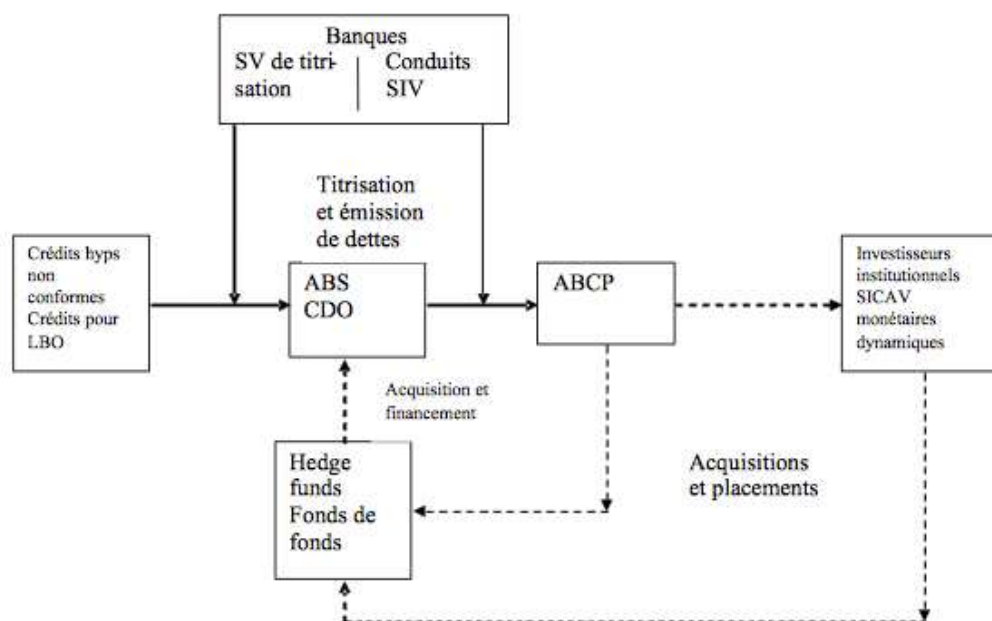 Banques
SV de titri-
sation
Conduits
SIV
Titrisation
et émission
de dettes
Crédits hyps
non
conformes
Crédits pour
LBO
ABS
CDO
ABCP
Investisseurs
institutionnels
SICAV
monétaires
dynamiques
Acquisition et
financement
Hedge
funds
Fonds de
fonds
Acquisitions
et placements